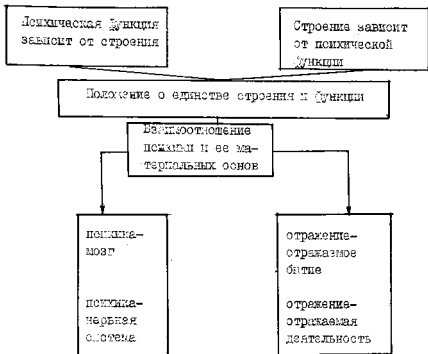 Психическая функция
зависит от строения
Строение зависит
от психической
функции
Положение о единстве строения и функции
Взаимоотношение
психики и ее ма-
териальных основ
психика-
мозг
психика-
нервная
система
отражение-
отражаемое
бытие
отражение-
отражаемая
деятельность